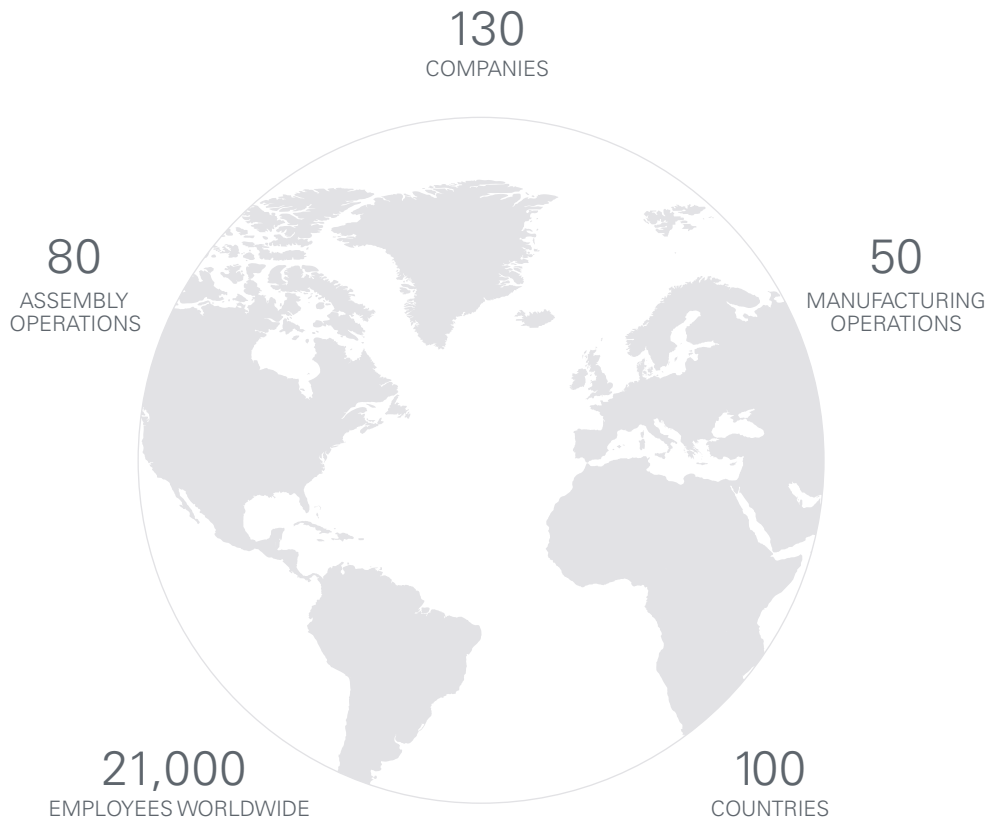 130
COMPANIES
80
ASSEMBLY
OPERATIONS
50
MANUFACTURING
OPERATIONS
21,000
EMPLOYEES WORLDWIDE
100
COUNTRIES